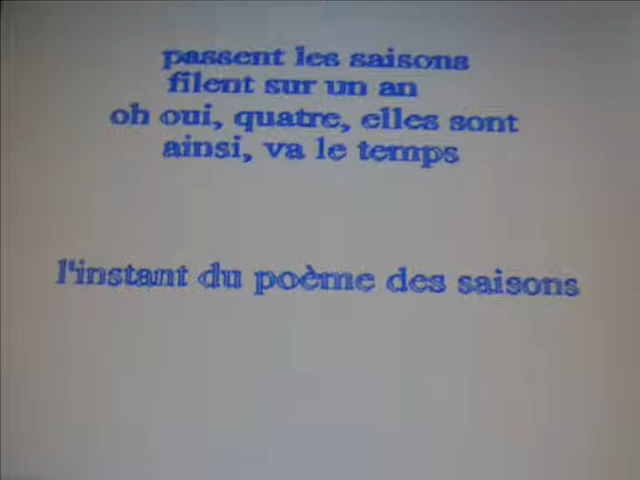 passent les saisons
filent sur un an
oh oui, quatre, elles sont
ainsi, va le temps
l'instant du poème des saisons